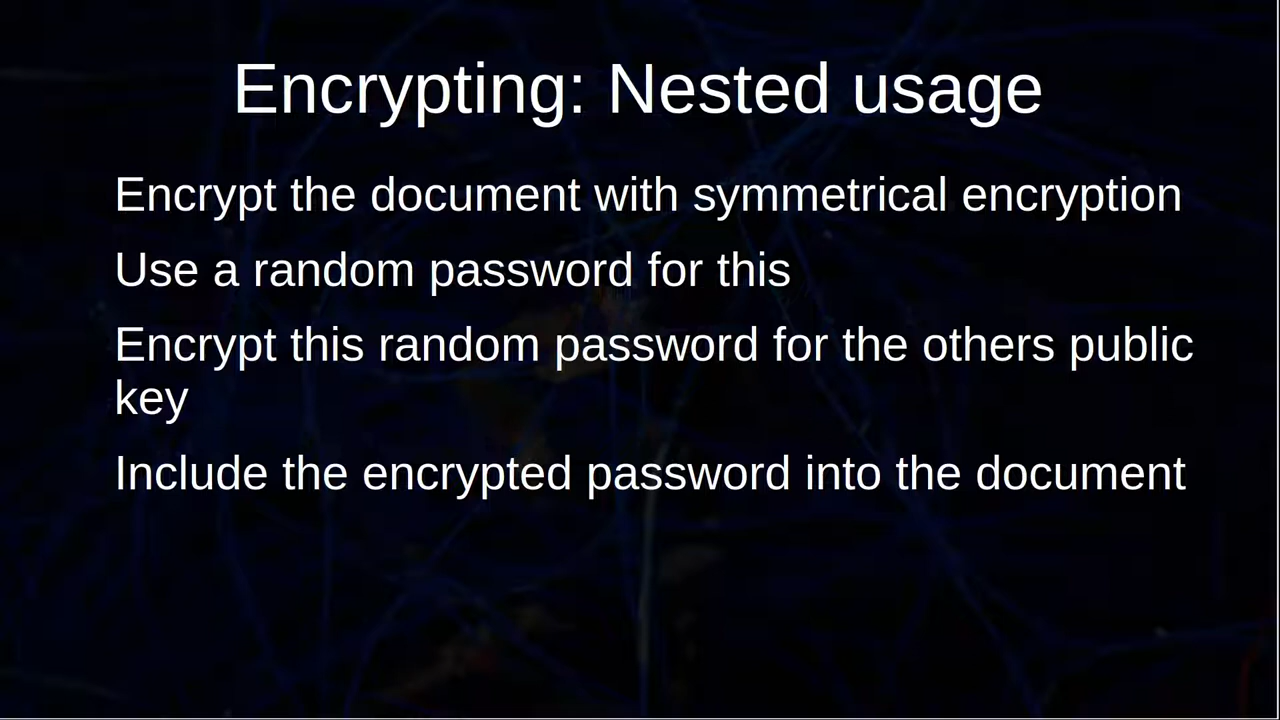 Encrypting: Nested usage
Encrypt the document with symmetrical encryption
Use a random password for this
Encrypt this random password for the others public
key
Include the encrypted password into the document